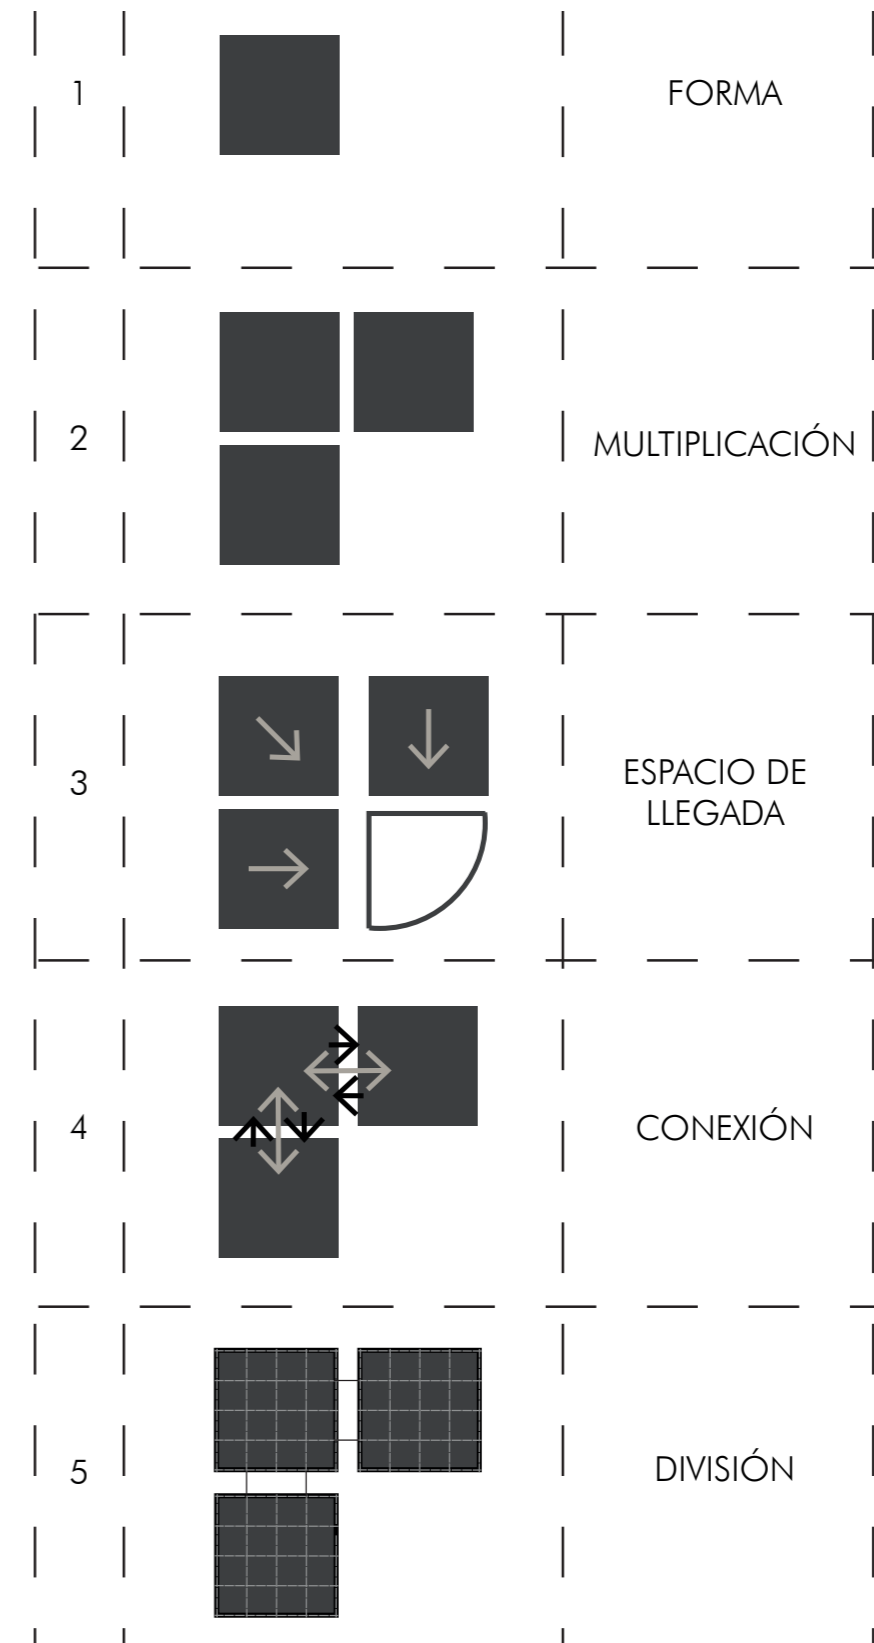 1
FORMA
2
MULTIPLICACIÓN
3
ESPACIO DE
LLEGADA
4
CONEXIÓN
5
DIVISIÓN